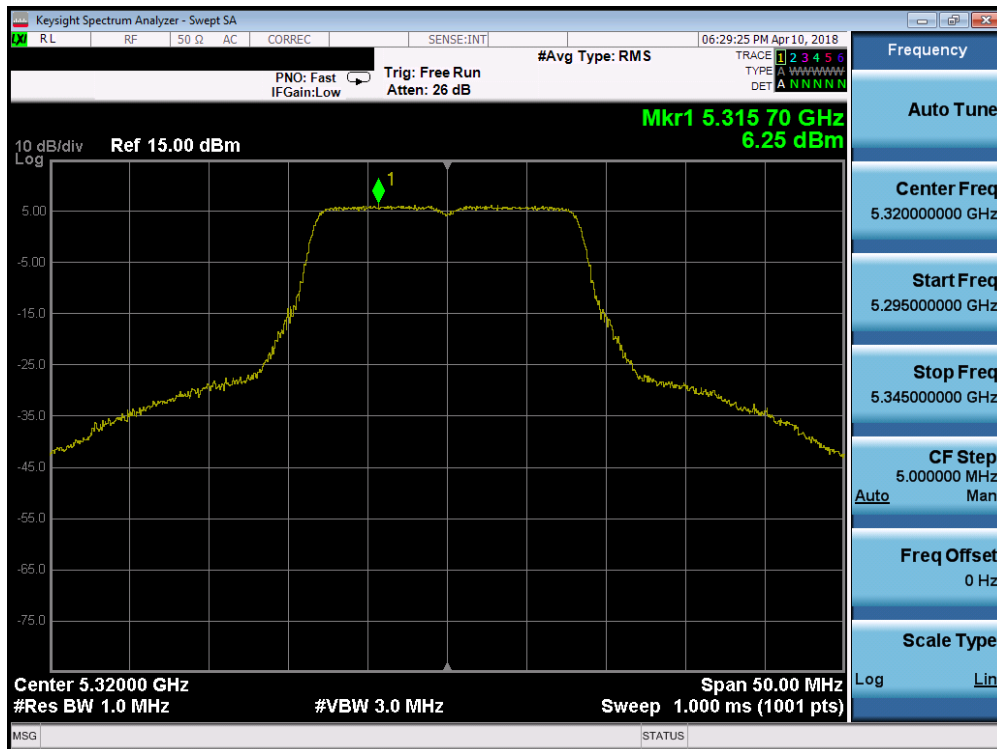 Keysight Spectrum Analyzer - Swept SA
LXI RL RF 50 Ω AC CORREC SENSE:INT 06:29:25 PM Apr 10, 2018
PNO: Fast
IFGain:Low
Trig: Free Run
Atten: 26 dB
#Avg Type: RMS
TRACE 1 2 3 4 5 6
TYPE A WWWWW
DET A N N N N N
Mkr1 5.315 70 GHz
6.25 dBm
10 dB/div
Log
Ref 15.00 dBm
1
5.00
-5.00
-15.0
-25.0
-35.0
-45.0
-55.0
-65.0
-75.0
Center 5.32000 GHz
Span 50.00 MHz
#Res BW 1.0 MHz
#VBW 3.0 MHz
Sweep 1.000 ms (1001 pts)
MSG
STATUS
Frequency
Auto Tune
Center Freq
5.320000000 GHz
Start Freq
5.295000000 GHz
Stop Freq
5.345000000 GHz
CF Step
5.000000 MHz
Auto Man
Freq Offset
0 Hz
Scale Type
Log Lin